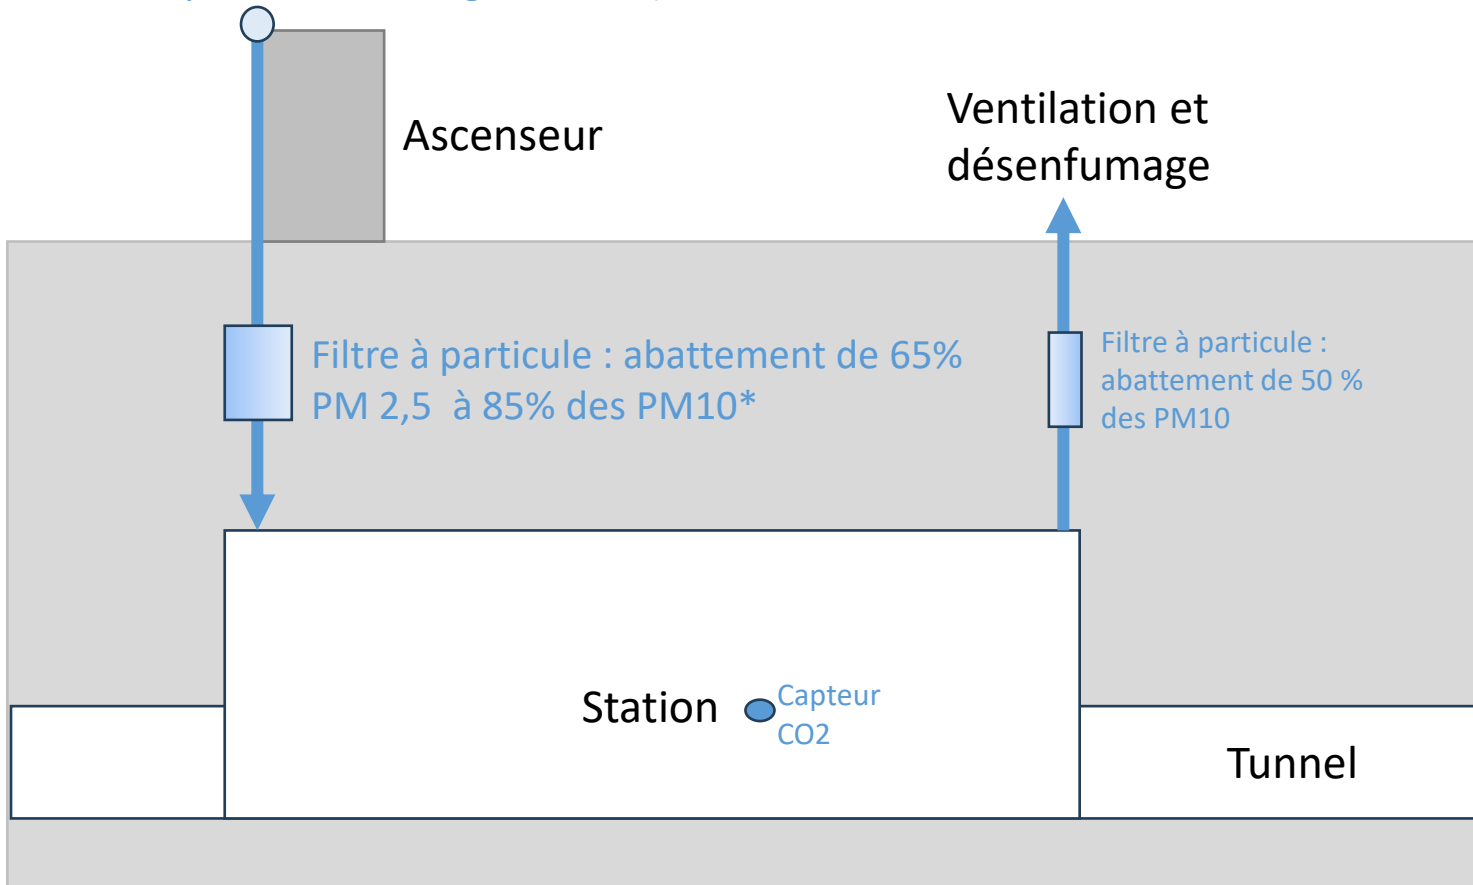 Ascenseur
Ventilation et
désenfumage
Filtre à particule : abattement de 65%
PM 2,5 à 85% des PM10*
Filtre à particule :
abattement de 50 %
des PM10
Station
Capteur
CO2
Tunnel